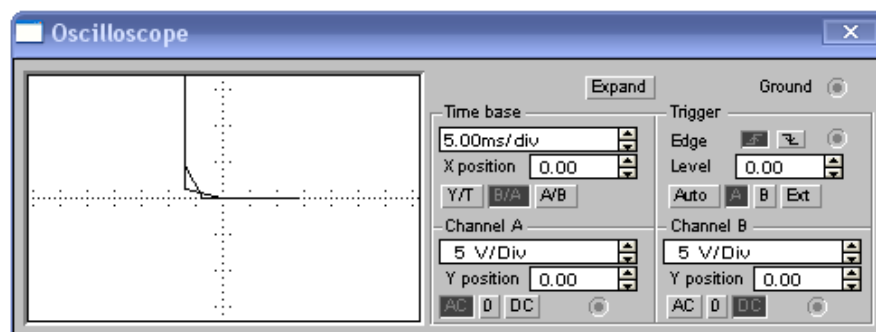 Oscilloscope
Expand Ground
Time base Trigger
5.00ms/div Edge
X position 0.00 Level 0.00
Y/T B/A A/B Auto A B Ext
Channel A Channel B
5 V/Div 5 V/Div
Y position 0.00 Y position 0.00
AC 0 DC AC 0 DC